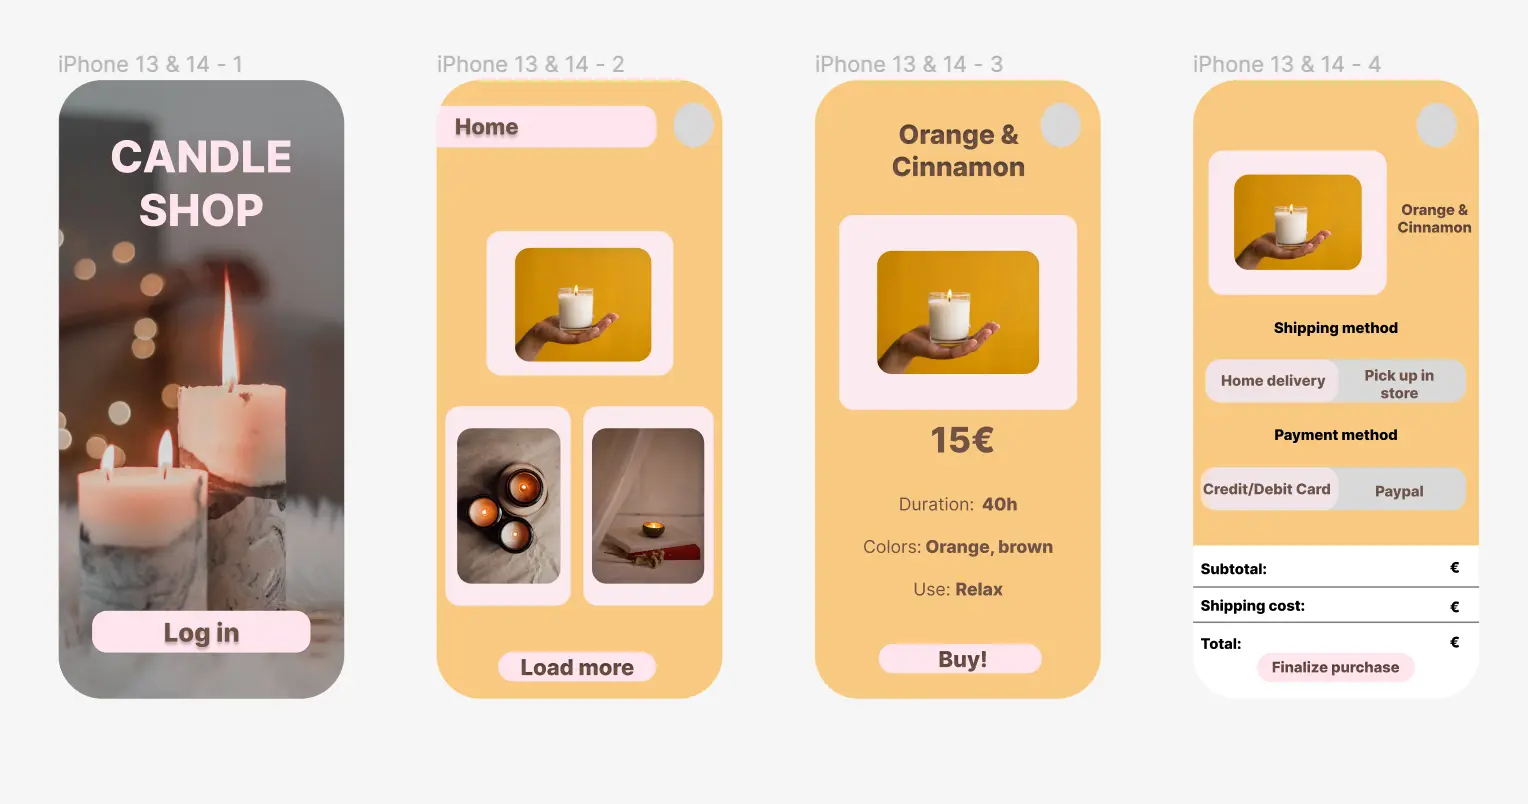 iPhone 13 & 14 - 1
CANDLE
SHOP
Log in
iPhone 13 & 14 - 2
Home
Load more
iPhone 13 & 14 - 3
Orange &
Cinnamon
15€
Duration: 40h
Colors: Orange, brown
Use: Relax
Buy!
iPhone 13 & 14 - 4
Orange &
Cinnamon
Shipping method
Home delivery
Pick up in
store
Payment method
Credit/Debit Card
Paypal
Subtotal: €
Shipping cost: €
Total: €
Finalize purchase